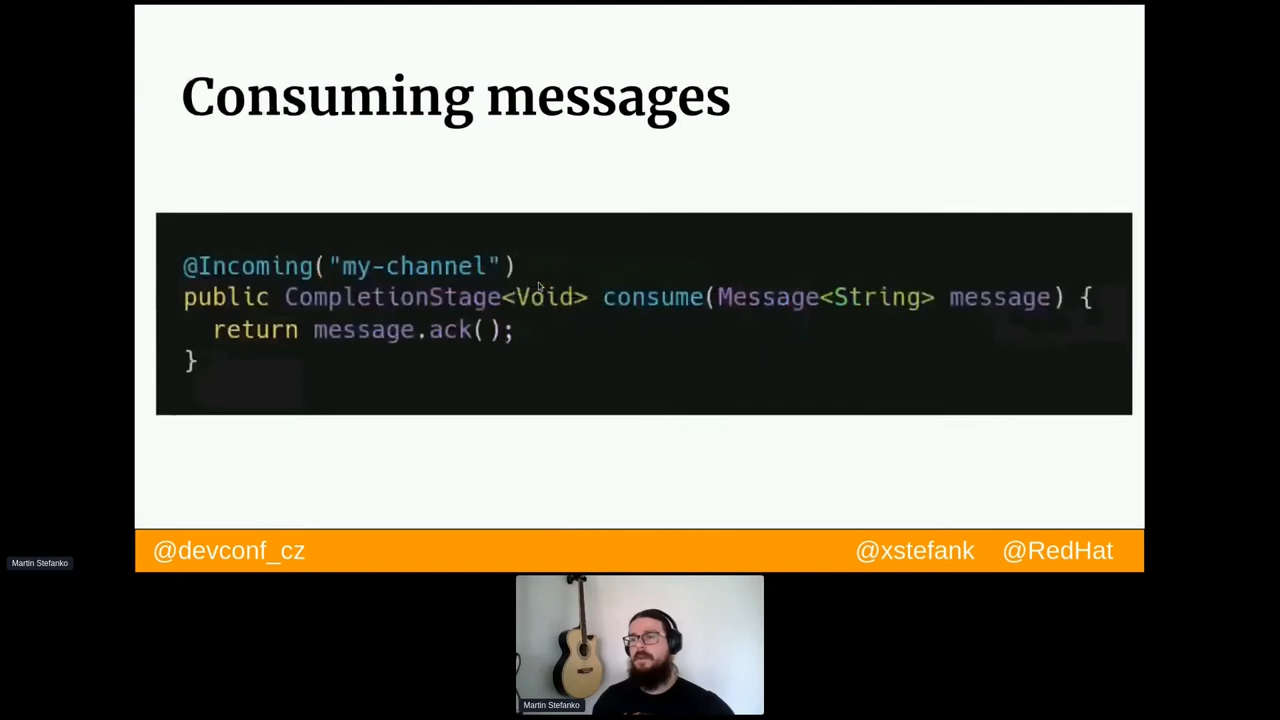 Consuming messages
@Incoming("my-channel")
public CompletionStage<Void> consume(Message<String> message) {
return message.ack();
}
@devconf_cz
@xstefank @RedHat
Martin Stefanko
Martin Stefanko